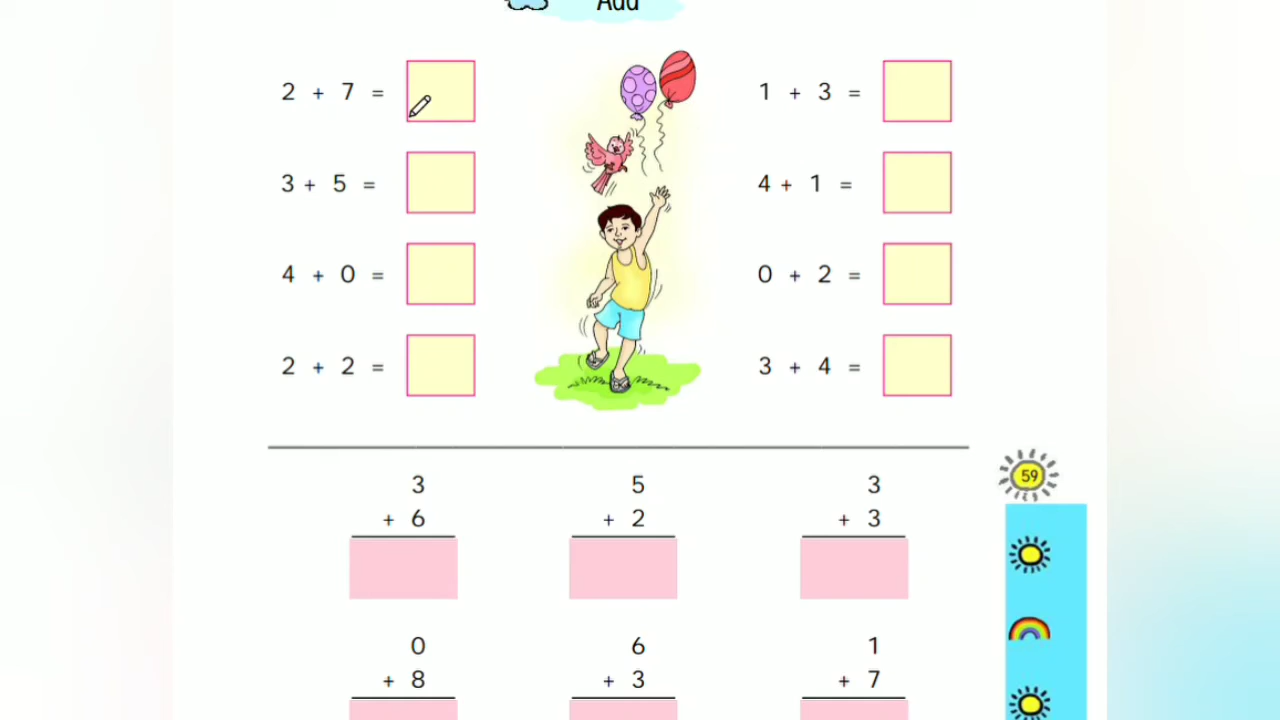 Add
2 + 7 =
1 + 3 =
3 + 5 =
4 + 1 =
4 + 0 =
0 + 2 =
2 + 2 =
3 + 4 =
59
3
+ 6
5
+ 2
3
+ 3
0
+ 8
6
+ 3
1
+ 7